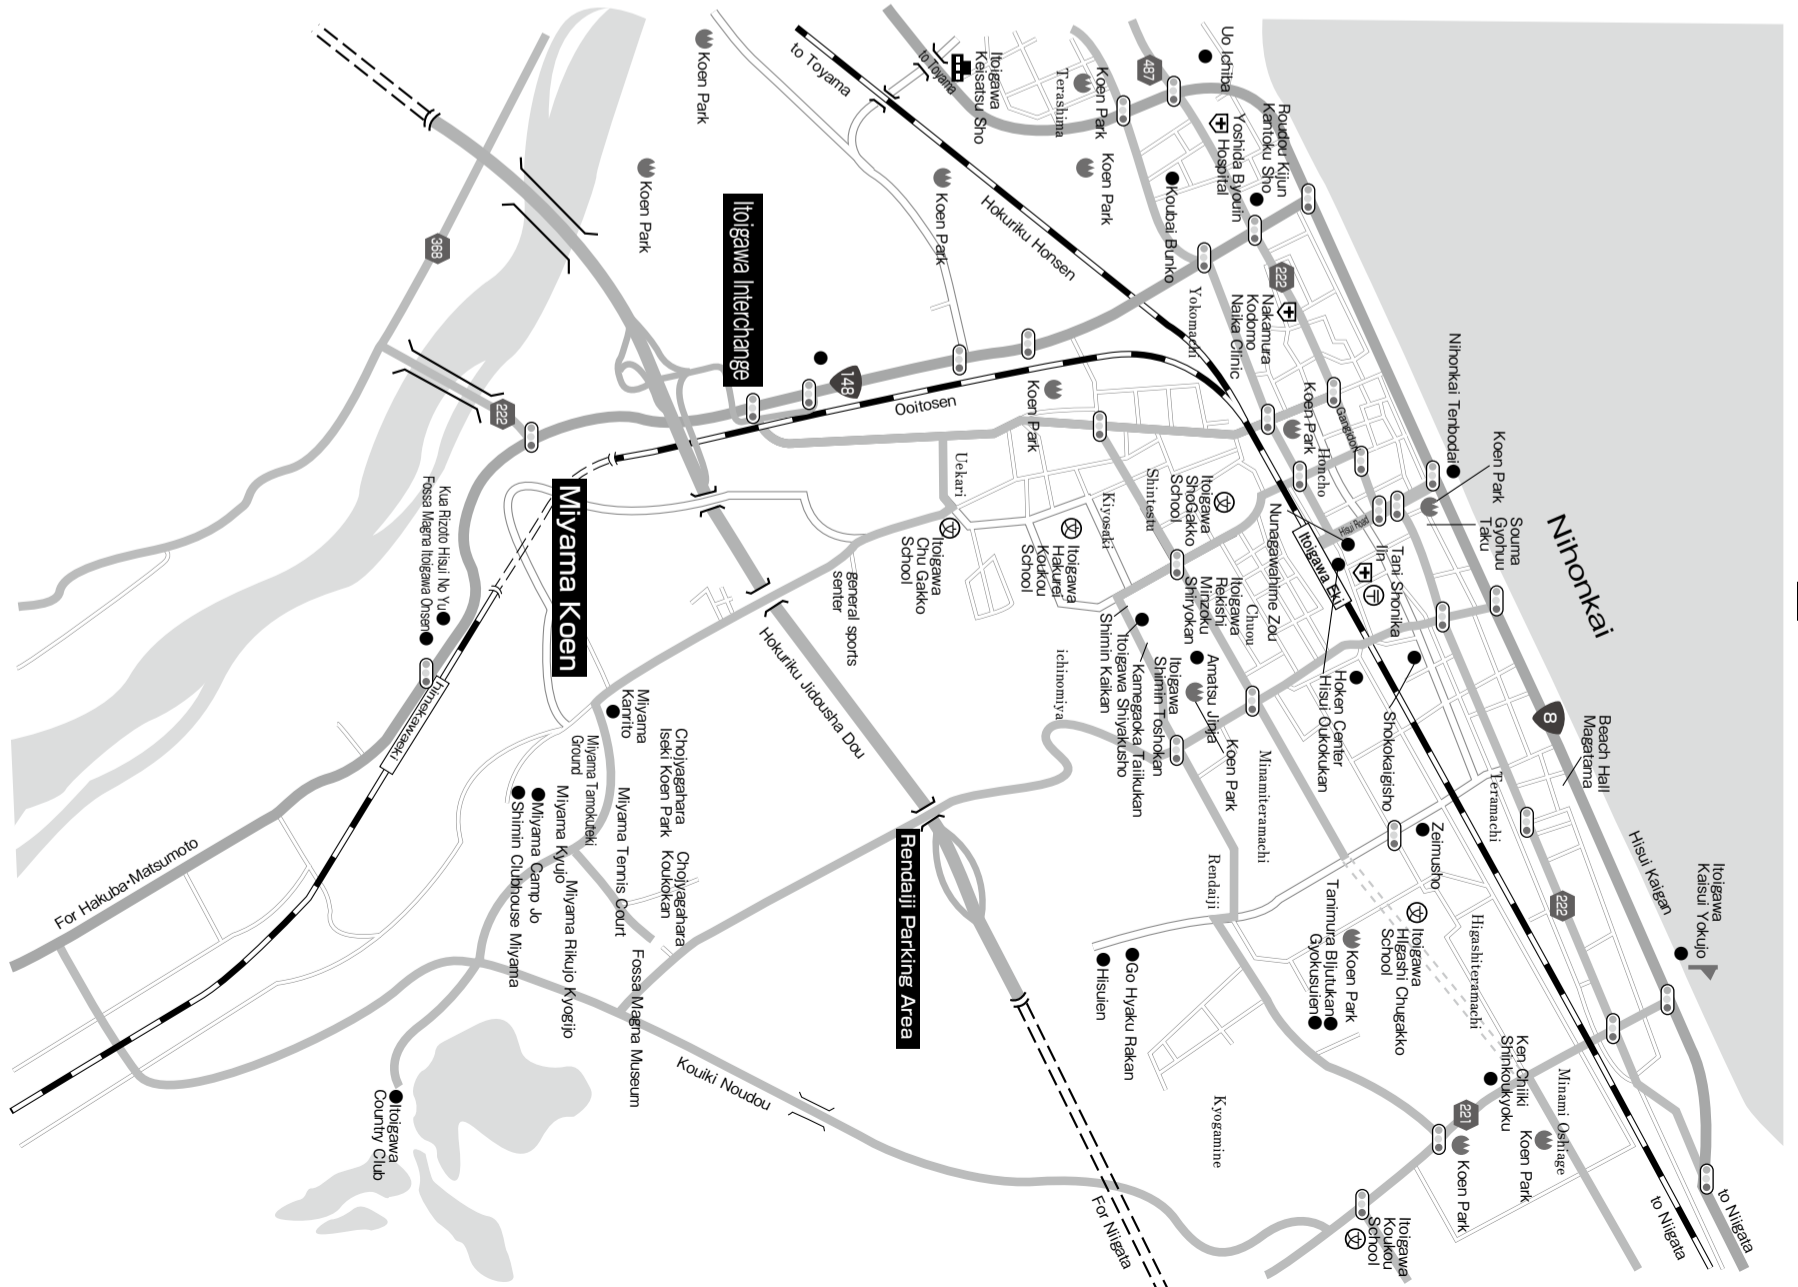 Uo Ichiba
Roudou Kijun
Kantoku Sho
Yoshida Byouin
Hospital
487
Itoigawa
Keisatsu Sho
to Toyama
to Toyama
Terashima
Koen Park
Koen Park
Koen Park
Koen Park
Koen Park
Koubai Bunko
Hokuriku Honsen
Yokomachi
222
Nakamura
Kodomo
Naika Clinic
Nihonkai Tenbodai
Koen Park
Souma
Gyohuu
Taku
Nihonkai
Koen Park
Gangidori
Honcho
Hisui Road
Itoigawa Eki
Tani Shonika
Iin
Nunagawahime Zou
Itoigawa Interchange
148
Ooitosen
Koen Park
368
222
Uekari
Kiyosaki
Shintestu
Itoigawa
ShoGakko
School
Itoigawa
Hakurei
Koukou
School
Itoigawa
Chu Gakko
School
general sports
senter
Chuou
Itoigawa
Rekishi
Minzoku
Shiryokan
Amatsu Jinja
Koen Park
Itoigawa
Shimin Toshokan
Kamegaoka Taiikukan
Itoigawa Shiyakusho
Shimin Kaikan
ichinomiya
Hoken Center
Hisui Oukokukan
Shokokaigisho
8
Beach Hall
Magatama
Hisui Kaigan
Itoigawa
Kaisui Yokujo
Teramachi
Zeimusho
Minamiteramachi
Rendaiji
222
Higashiteramachi
Itoigawa
HIgashi Chugakko
School
Koen Park
Tanimura BIjutukan
Gyokusuien
Go Hyaku Rakan
Hisuien
Ken Chiiki
Shinkoukyoku
Minami Oshiage
Koen Park
221
Koen Park
Kyogamine
Itoigawa
Koukou
School
to Niigata
to Niigata
For Niigata
Hokuriku Jidousha Dou
Rendaiji Parking Area
Miyama Koen
Kua Rizoto Hisui No Yu
Fossa Magna Itoigawa Onsen
himekawaeki
Miyama
Kanrito
Chojyagahara
Iseki Koen Park
Chojyagahara
Koukokan
Miyama Tamokuteki
Ground
Miyama Tennis Court
Miyama Kyujo
Miyama Rikujo Kyogijo
Miyama Camp Jo
Shimin Clubhouse Miyama
Fossa Magna Museum
Kouiki Noudou
Itoigawa
Country Club
For Hakuba･Matsumoto